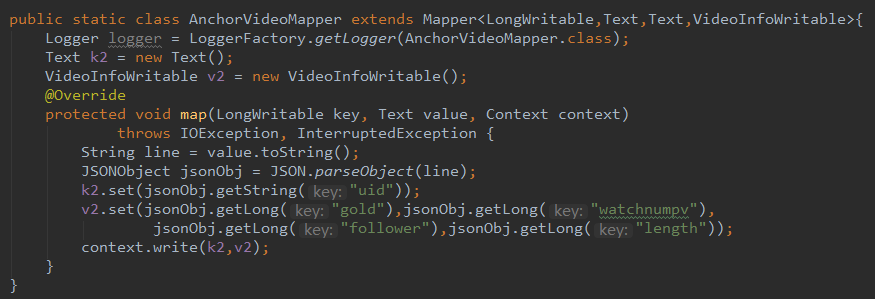 public static class AnchorVideoMapper extends Mapper<LongWritable,Text,Text,VideoInfoWritable>{
    Logger logger = LoggerFactory.getLogger(AnchorVideoMapper.class);
    Text k2 = new Text();
    VideoInfoWritable v2 = new VideoInfoWritable();
    @Override
    protected void map(LongWritable key, Text value, Context context)
            throws IOException, InterruptedException {
        String line = value.toString();
        JSONObject jsonObj = JSON.parseObject(line);
        k2.set(jsonObj.getString( key: "uid"));
        v2.set(jsonObj.getLong( key: "gold"),jsonObj.getLong( key: "watchnumpv"),
                jsonObj.getLong( key: "follower"),jsonObj.getLong( key: "length"));
        context.write(k2,v2);
    }
}